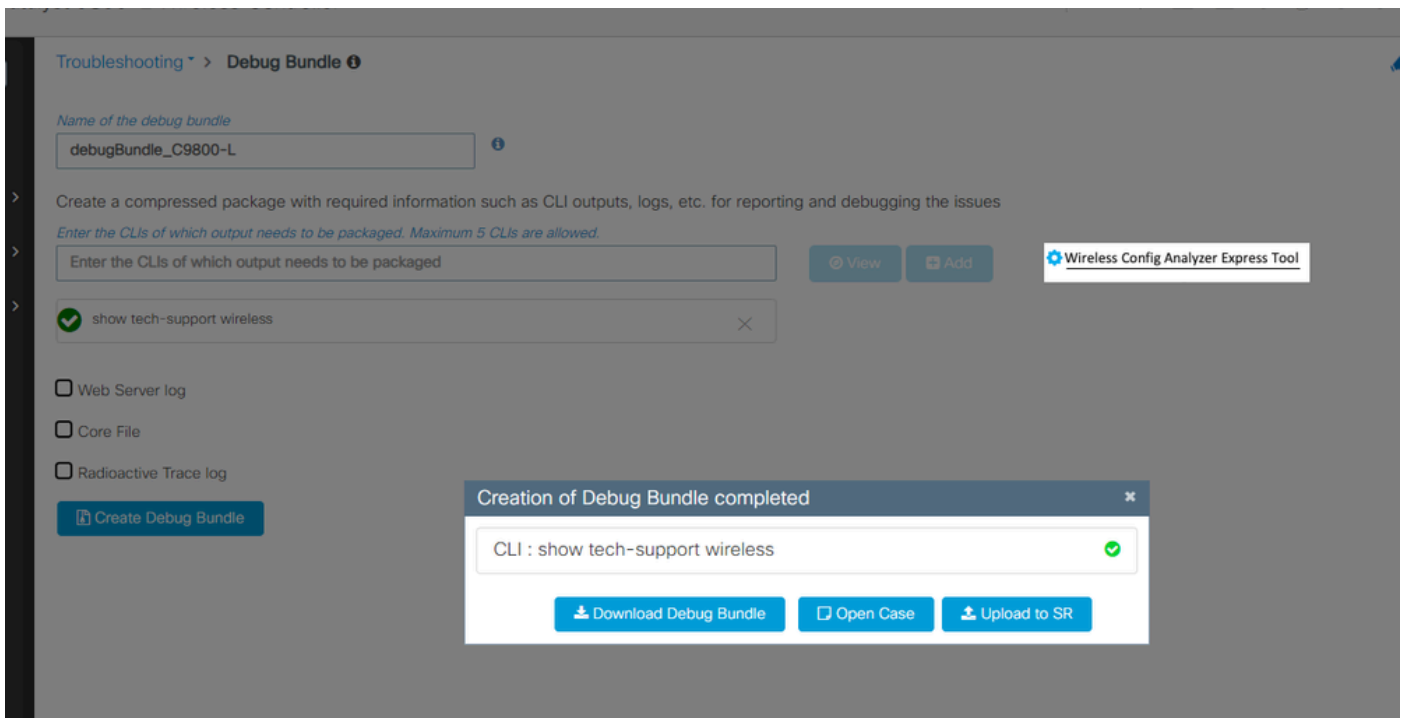 Troubleshooting > Debug Bundle
Name of the debug bundle
debugBundle_C9800-L
Create a compressed package with required information such as CLI outputs, logs, etc. for reporting and debugging the issues
Enter the CLIs of which output needs to be packaged. Maximum 5 CLIs are allowed.
Enter the CLIs of which output needs to be packaged
View
Add
Wireless Config Analyzer Express Tool
show tech-support wireless
Web Server log
Core File
Radioactive Trace log
Create Debug Bundle
Creation of Debug Bundle completed
CLI : show tech-support wireless
Download Debug Bundle
Open Case
Upload to SR